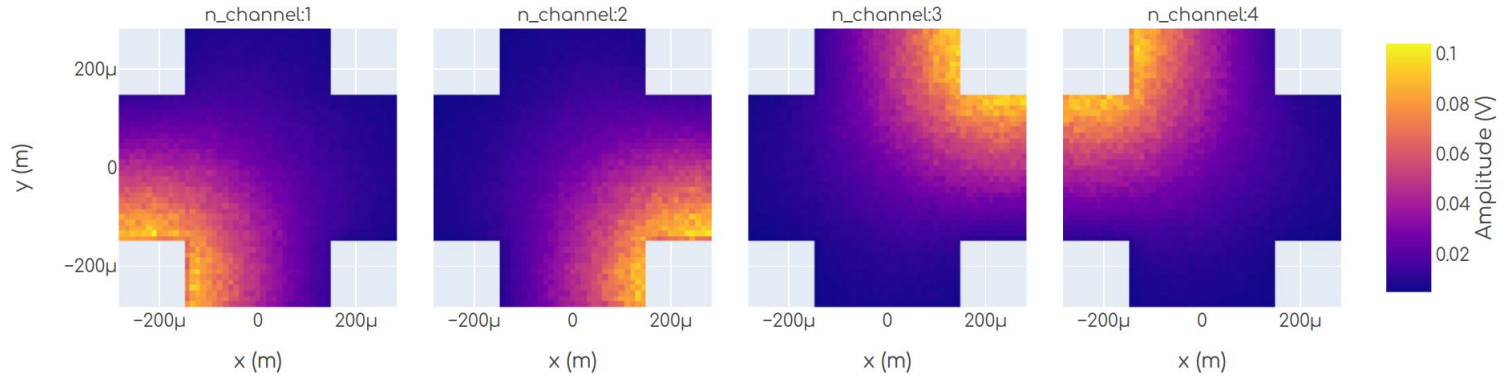 n_channel:1 n_channel:2 n_channel:3 n_channel:4
0.1
200μ
0.08
0.06
0
0.04
0.02
−200μ
y (m)
Amplitude (V)
−200μ 0 200μ −200μ 0 200μ −200μ 0 200μ −200μ 0 200μ
x (m) x (m) x (m) x (m)